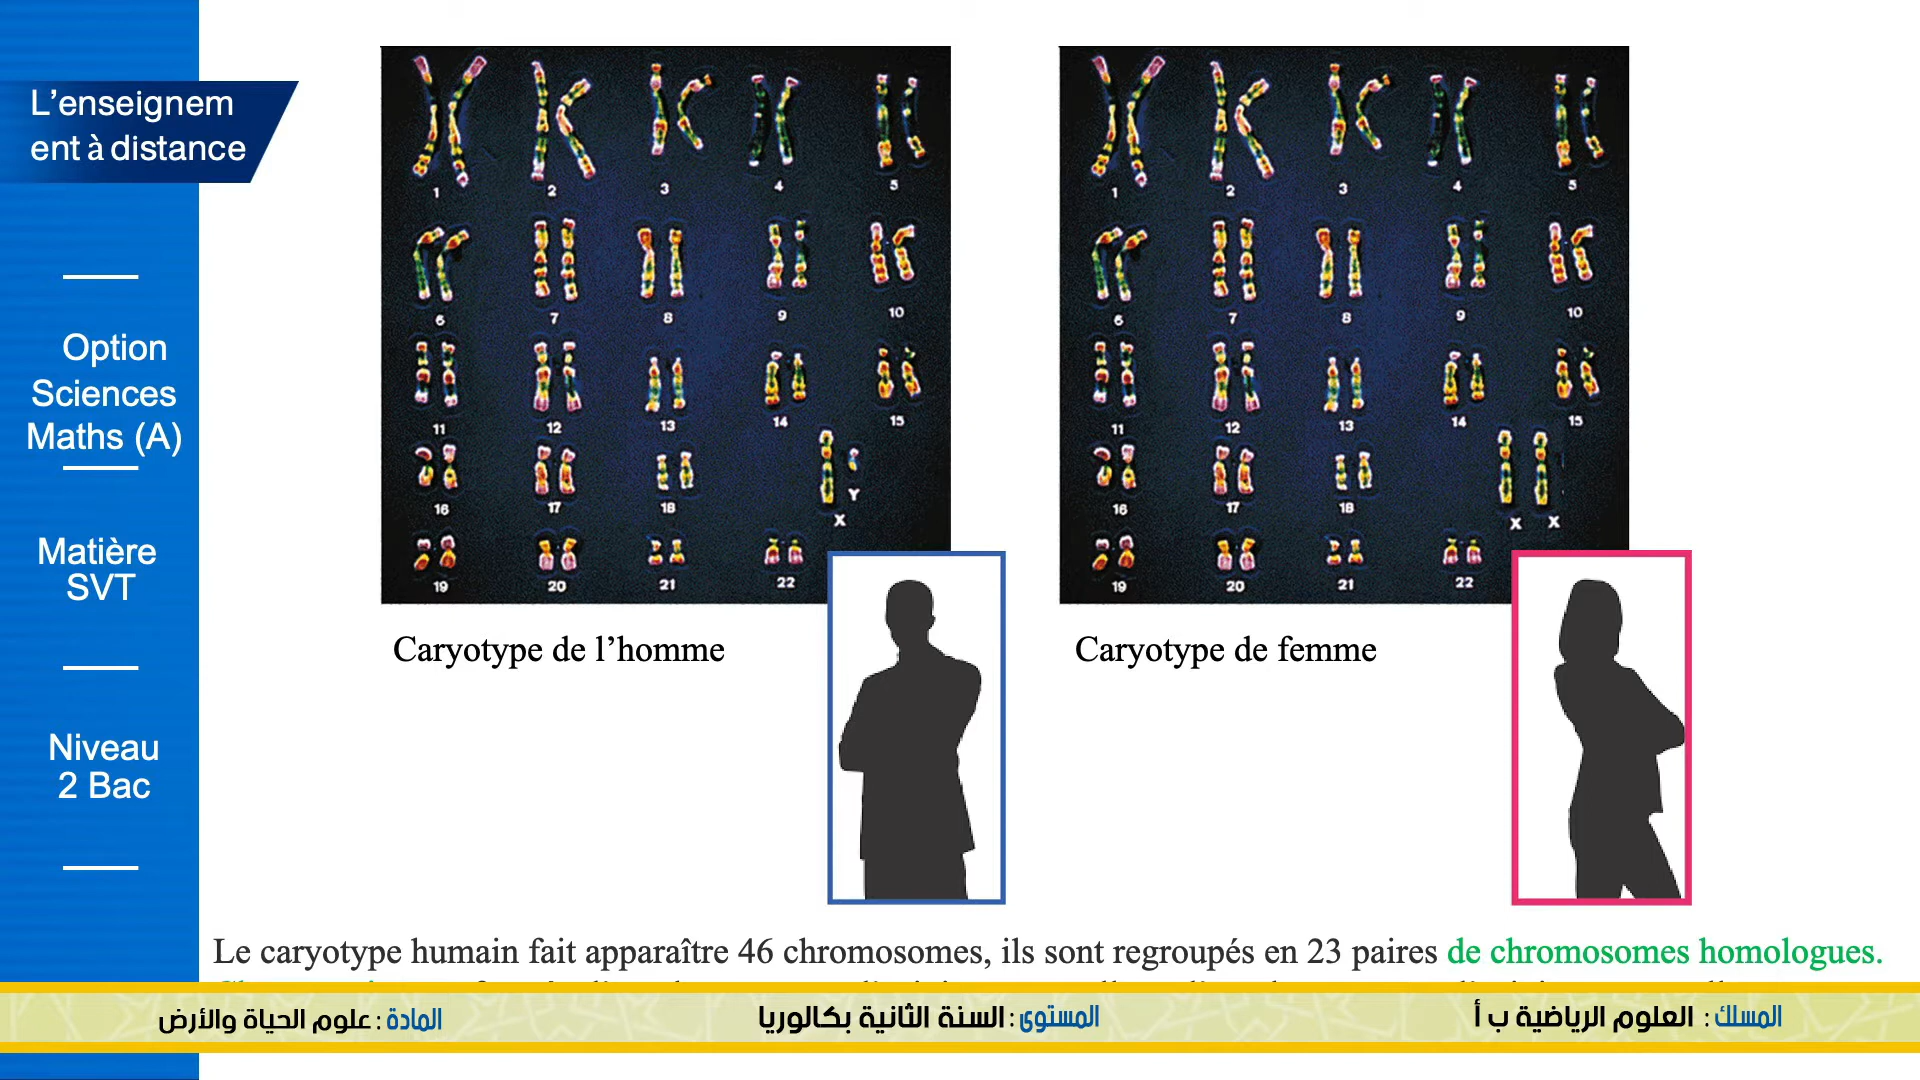 L’enseignem
ent à distance
Option
Sciences
Maths (A)
Matière
SVT
Niveau
2 Bac
1 2 3 4 5
6 7 8 9 10
11 12 13 14 15
16 17 18 X Y
19 20 21 22
Caryotype de l’homme
1 2 3 4 5
6 7 8 9 10
11 12 13 14 15
16 17 18 X X
19 20 21 22
Caryotype de femme
Le caryotype humain fait apparaître 46 chromosomes, ils sont regroupés en 23 paires de chromosomes homologues.
المسلك : العلوم الرياضية ب أ
المستوى : السنة الثانية بكالوريا
المادة : علوم الحياة والأرض